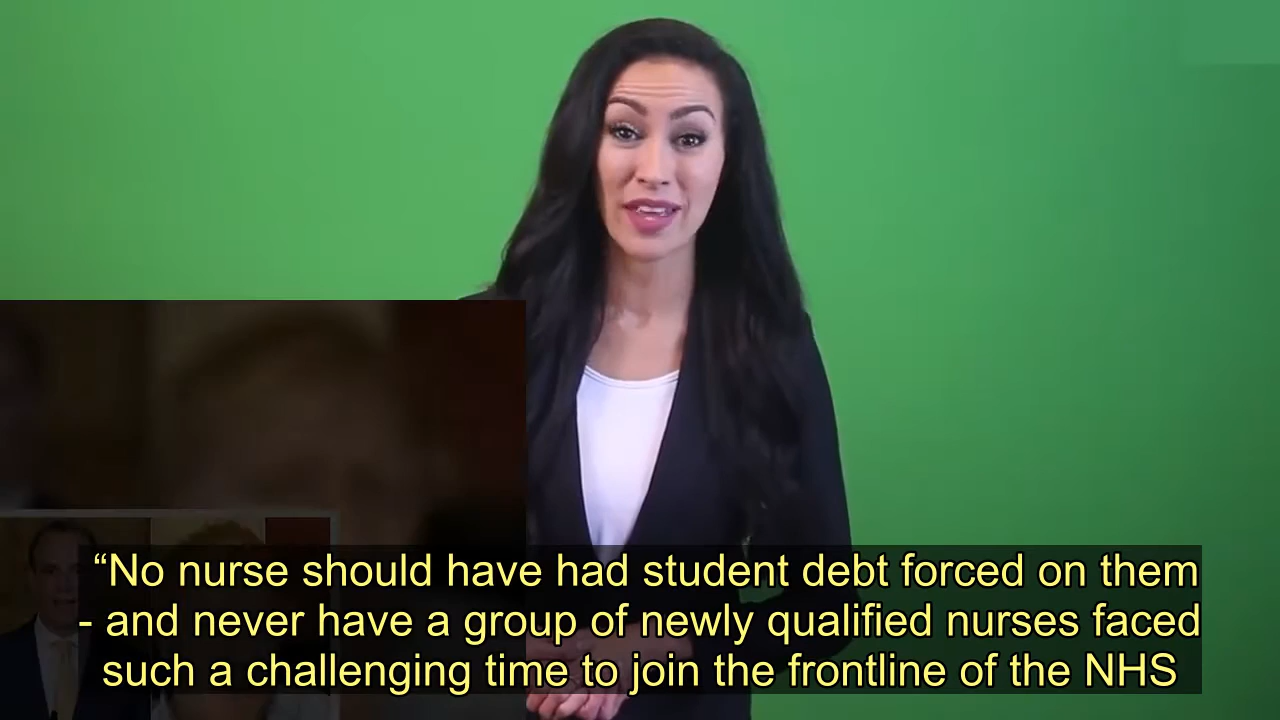 “No nurse should have had student debt forced on them
- and never have a group of newly qualified nurses faced
such a challenging time to join the frontline of the NHS